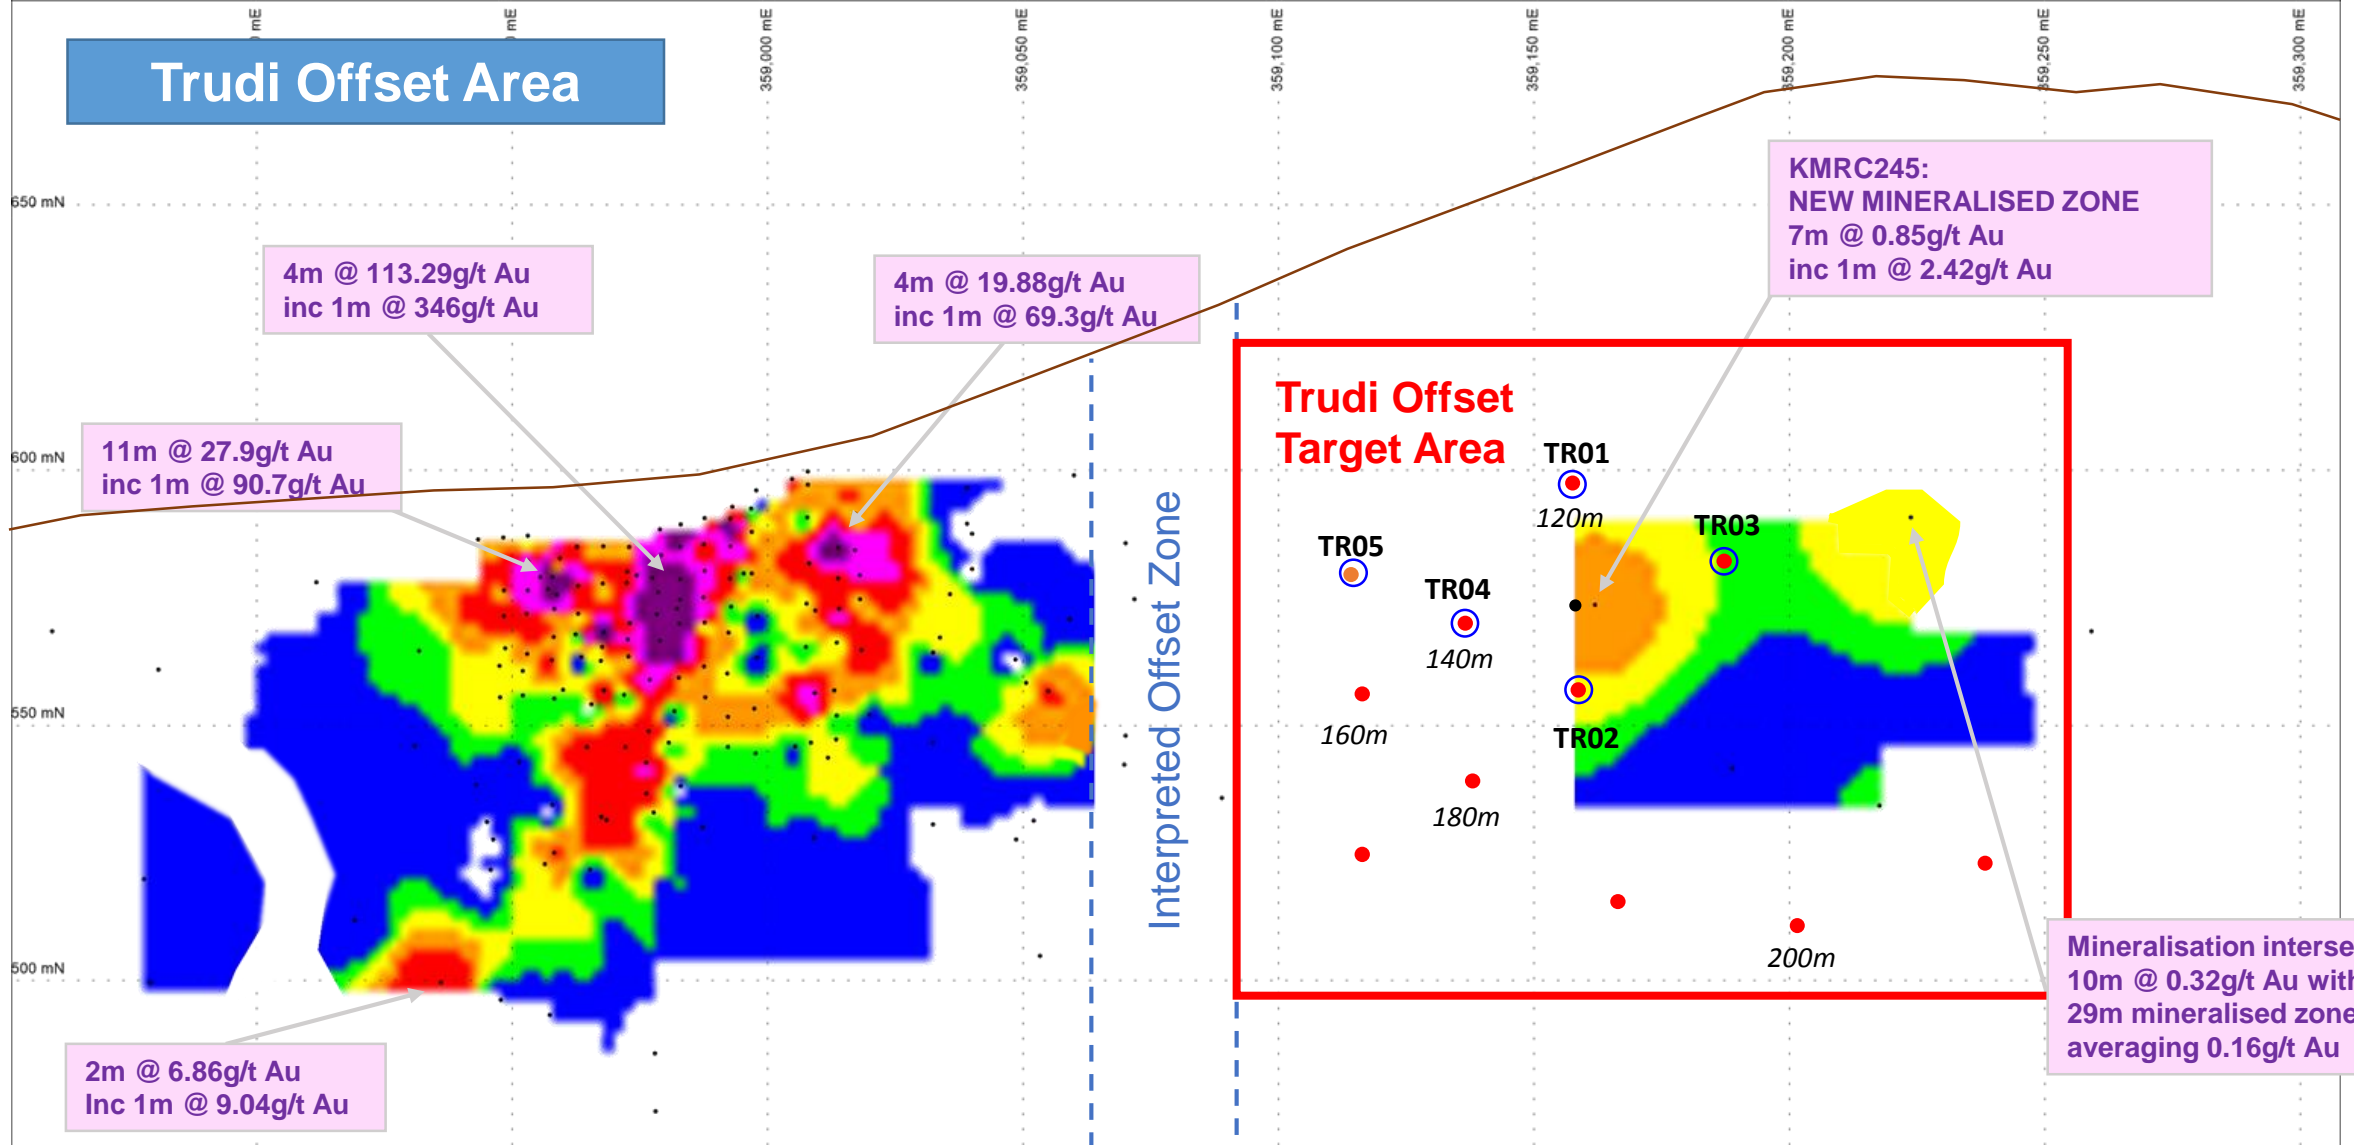 mE
mE
359,000 mE
359,050 mE
359,100 mE
359,150 mE
359,200 mE
359,250 mE
359,300 mE
Trudi Offset Area
650 mN
KMRC245:
NEW MINERALISED ZONE
7m @ 0.85g/t Au
inc 1m @ 2.42g/t Au
4m @ 113.29g/t Au
inc 1m @ 346g/t Au
4m @ 19.88g/t Au
inc 1m @ 69.3g/t Au
Trudi Offset
Target Area
11m @ 27.9g/t Au
inc 1m @ 90.7g/t Au
600 mN
TR01
120m
TR03
TR05
TR04
140m
Interpreted Offset Zone
550 mN
160m
TR02
180m
200m
500 mN
Mineralisation interse
10m @ 0.32g/t Au with
29m mineralised zone
averaging 0.16g/t Au
2m @ 6.86g/t Au
Inc 1m @ 9.04g/t Au